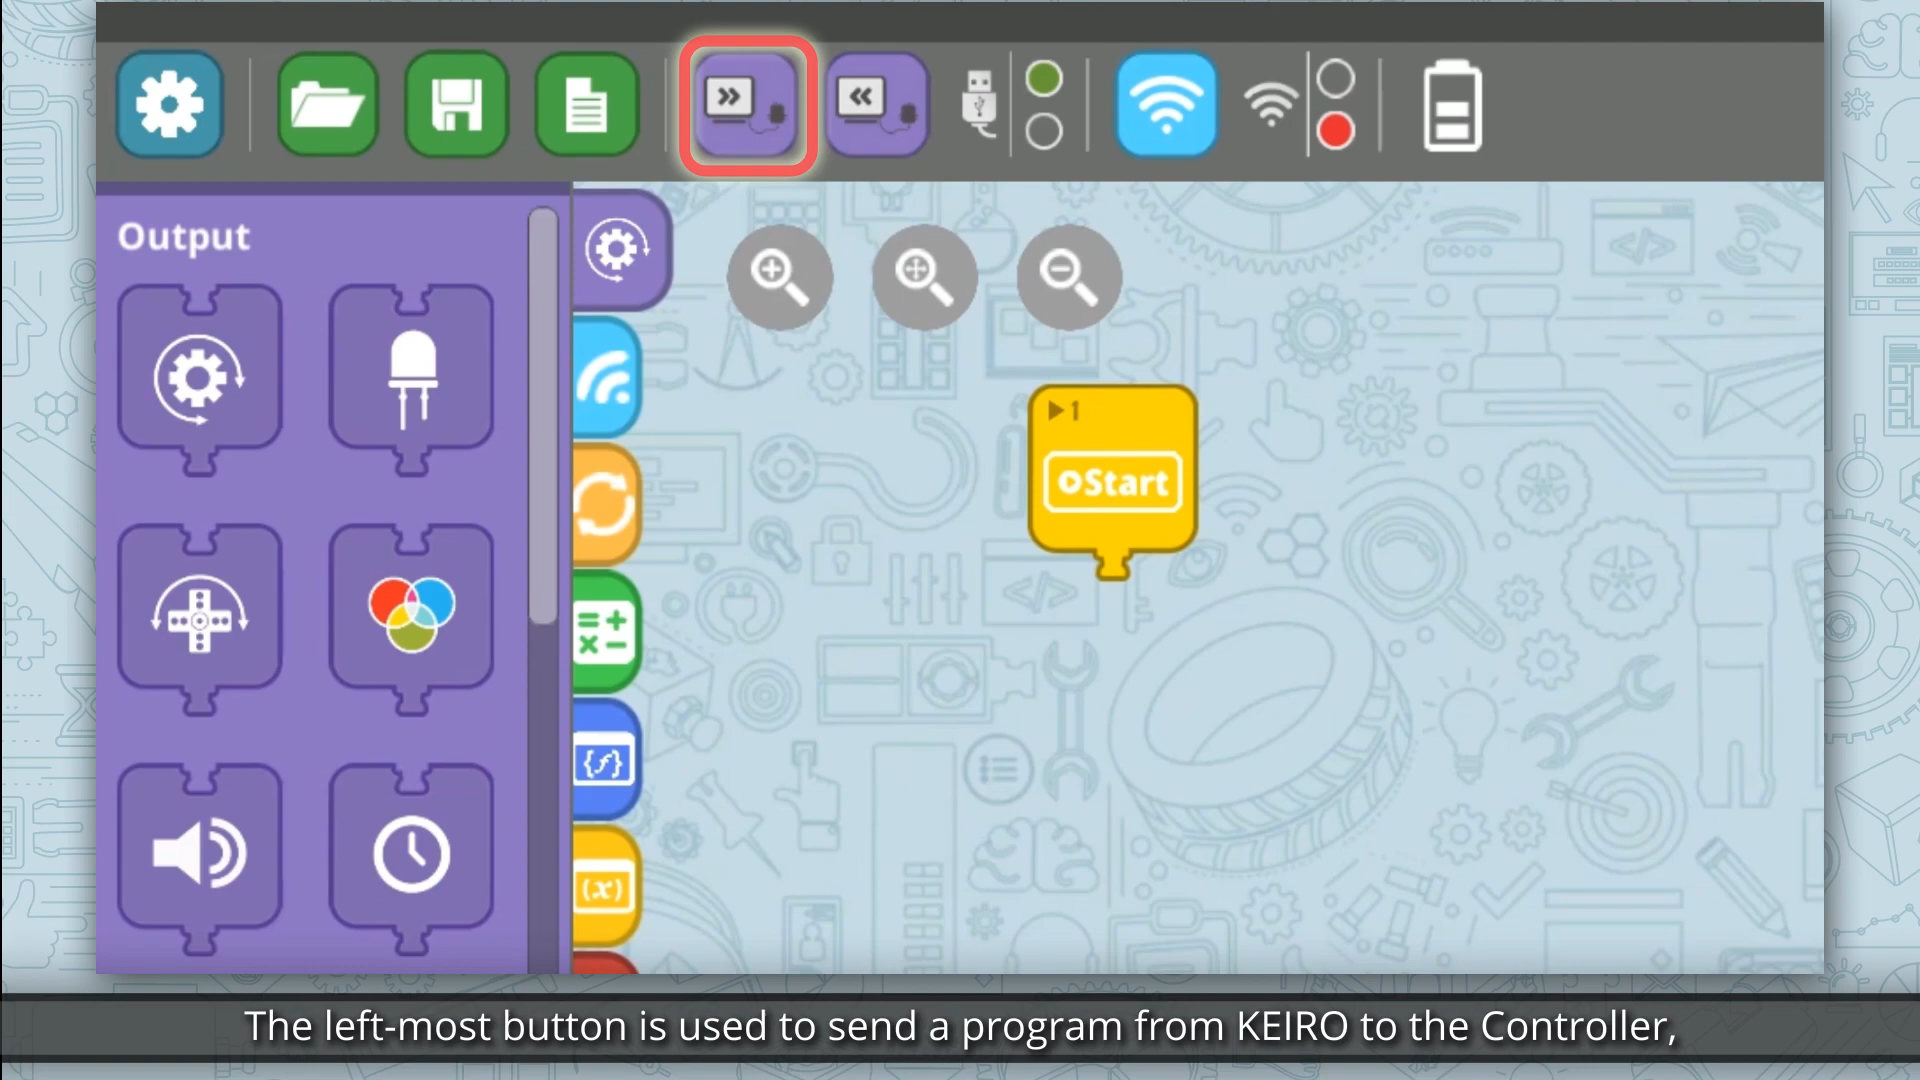 Output
1
Start
{f}
(x)
The left-most button is used to send a program from KEIRO to the Controller,